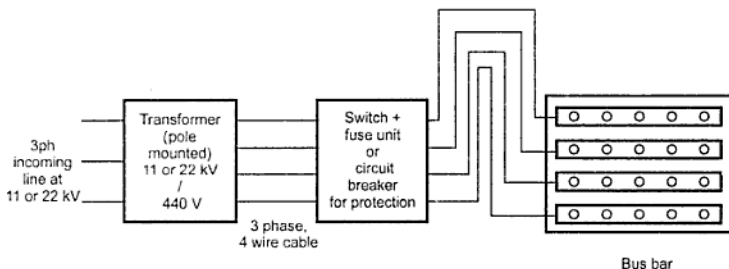 3ph
incoming
line at
11 or 22 kV
Transformer
(pole
mounted)
11 or 22 kV
/
440 V
3 phase,
4 wire cable
Switch +
fuse unit
or
circuit
breaker
for protection
Bus bar